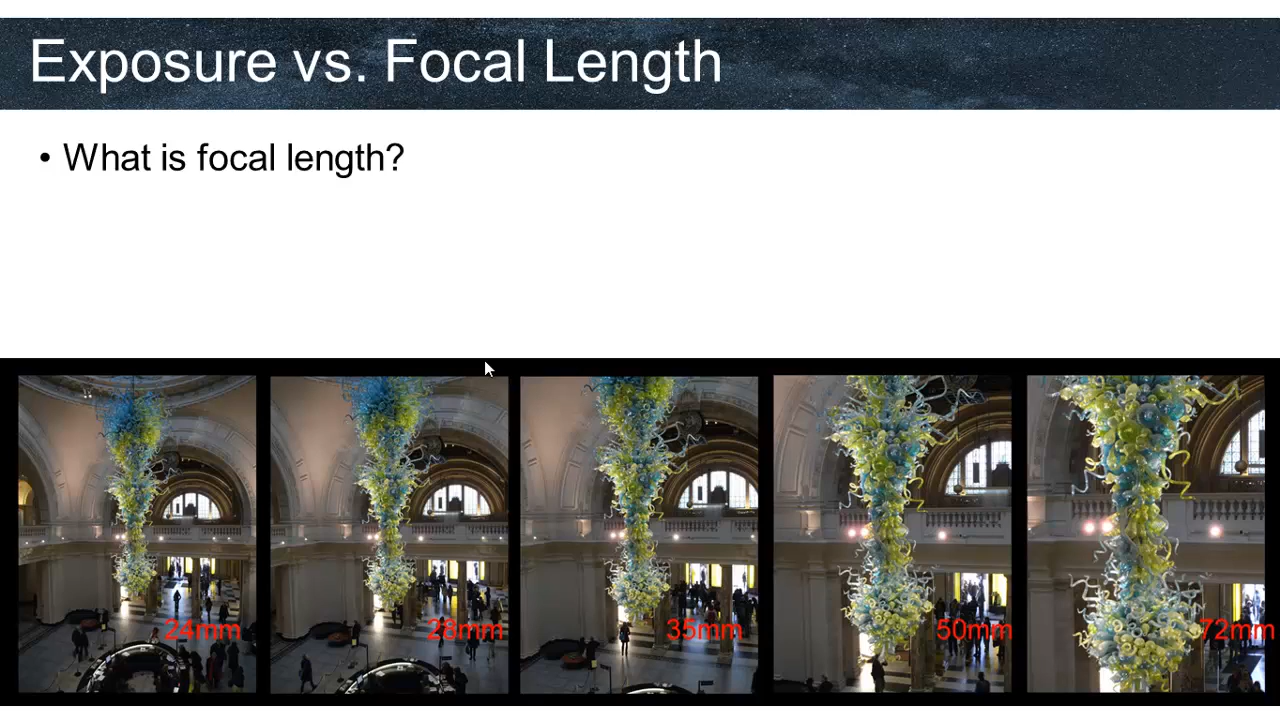 Exposure vs. Focal Length
• What is focal length?
24mm
28mm
35mm
50mm
72mm